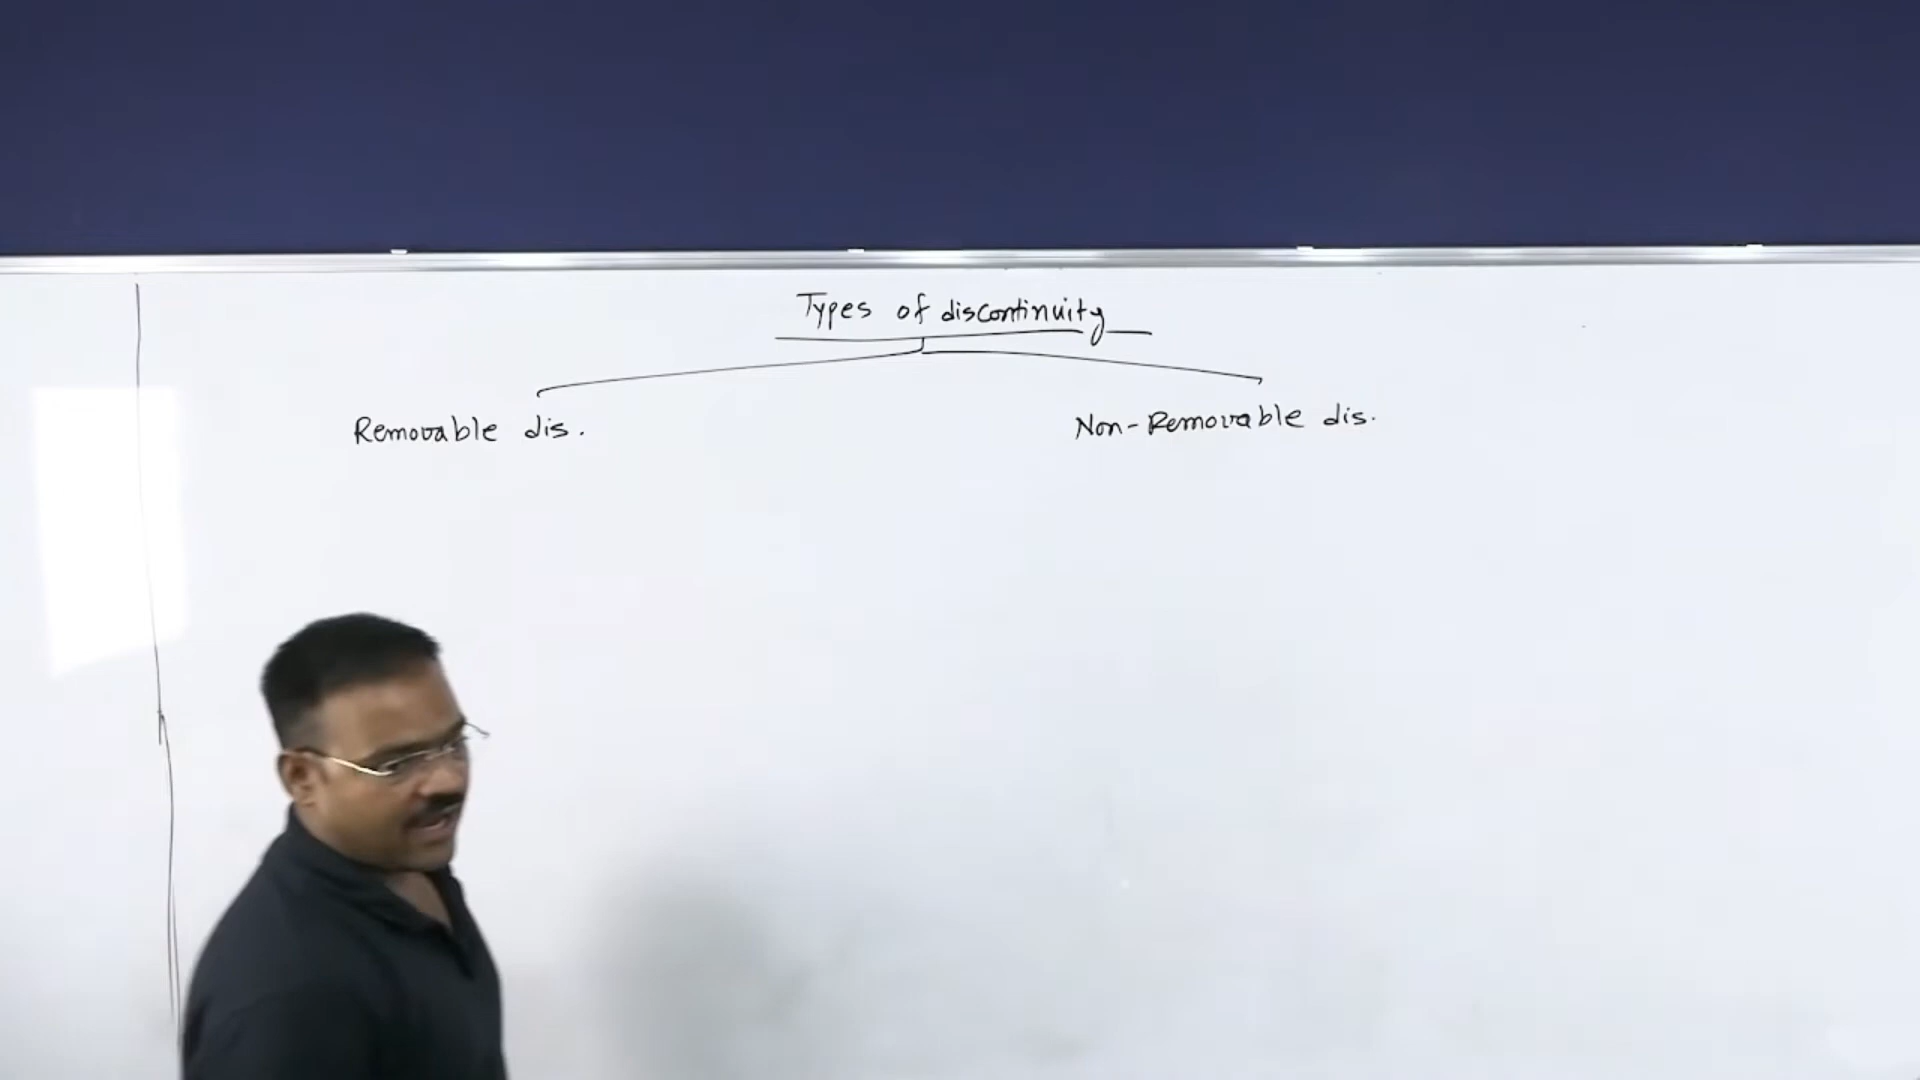 Types of discontinuity
Removable dis.
Non-Removable dis.